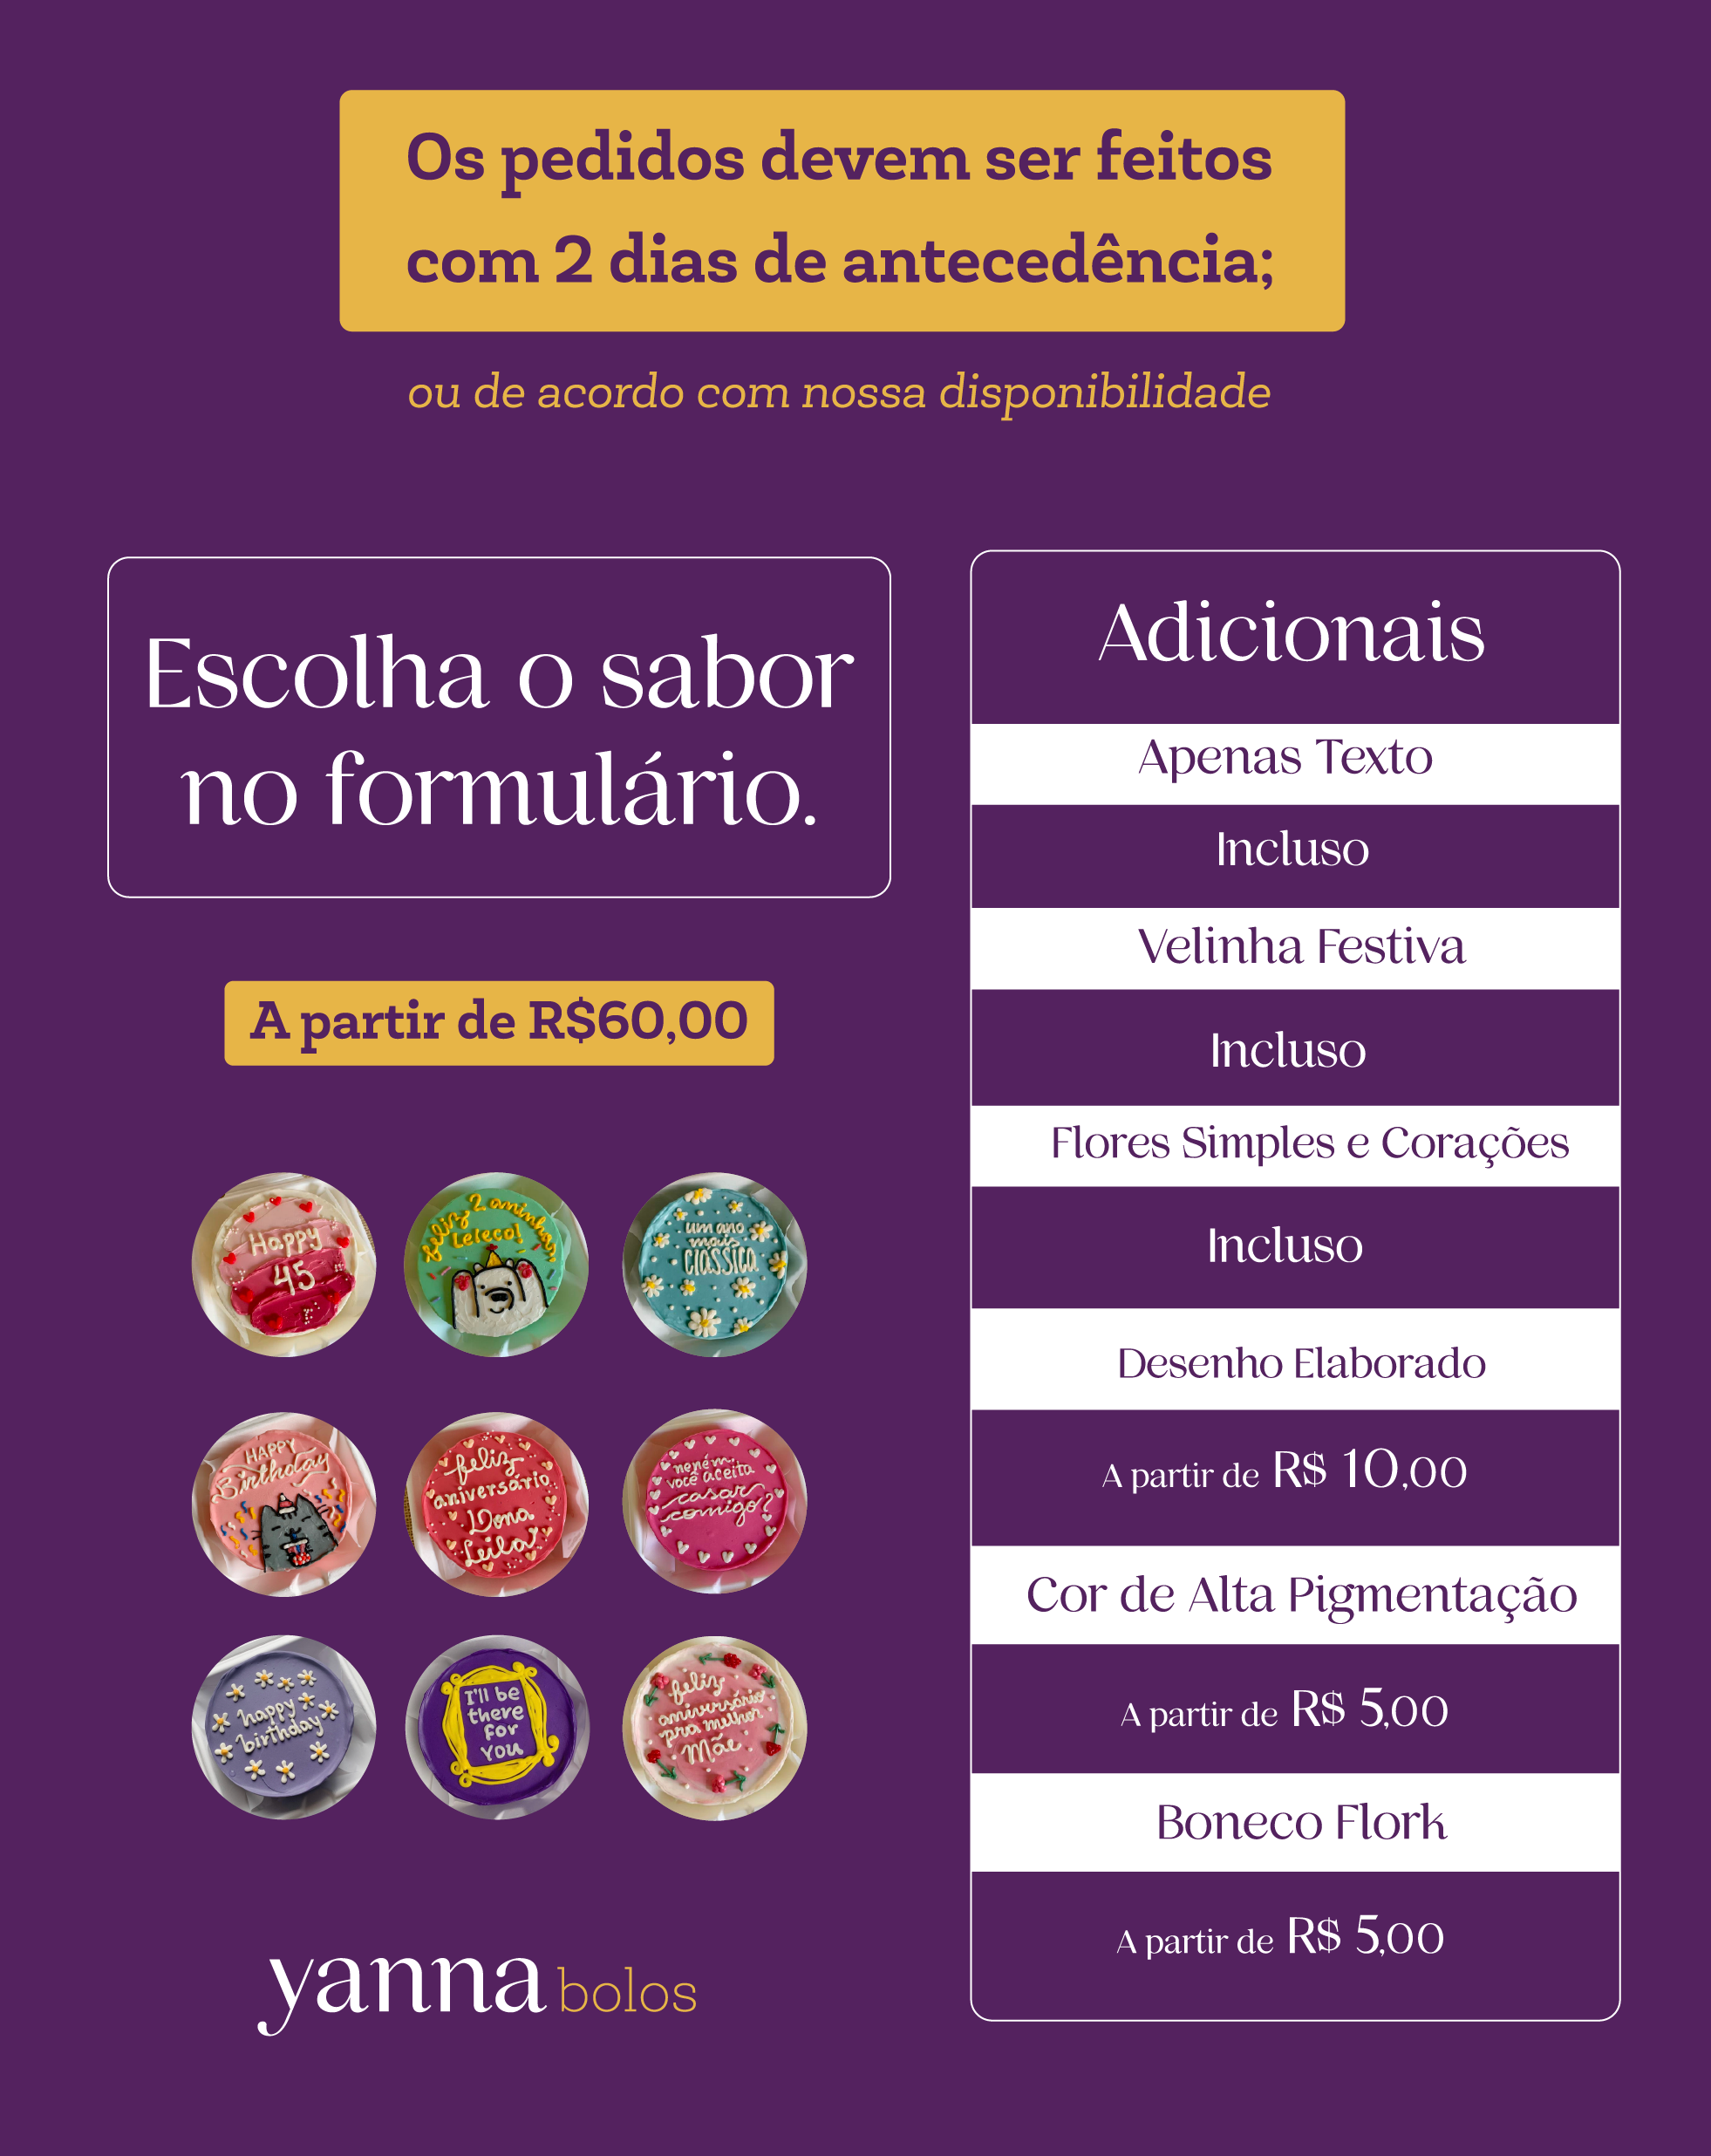 Os pedidos devem ser feitos
com 2 dias de antecedência;
ou de acordo com nossa disponibilidade
Escolha o sabor
no formulário.
A partir de R$60,00
Happy
45
feliz 2 aninhos
Leleco!
um ano
mais
CLÁSSICA
HAPPY
Birthday
feliz
aniversário
Dona
Leila!
neném,
você aceita
casar
comigo?
happy
birthday
I'll be
there
for
You
feliz
aniversário
pra melhor
Mãe
yanna bolos
Adicionais
Apenas Texto
Incluso
Velinha Festiva
Incluso
Flores Simples e Corações
Incluso
Desenho Elaborado
A partir de R$ 10,00
Cor de Alta Pigmentação
A partir de R$ 5,00
Boneco Flork
A partir de R$ 5,00